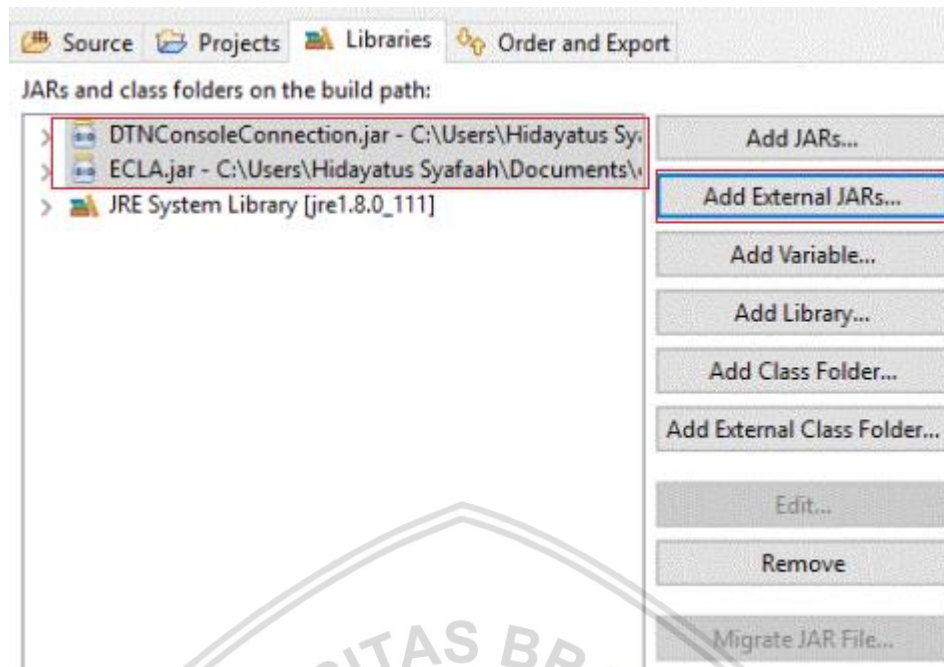 Source Projects Libraries Order and Export
JARs and class folders on the build path:
DTNConsoleConnection.jar - C:\Users\Hidayatus Sya
ECLA.jar - C:\Users\Hidayatus Syafaah\Documents\
JRE System Library [jre1.8.0_111]
Add JARs...
Add External JARs...
Add Variable...
Add Library...
Add Class Folder...
Add External Class Folder...
Edit...
Remove
Migrate JAR File...